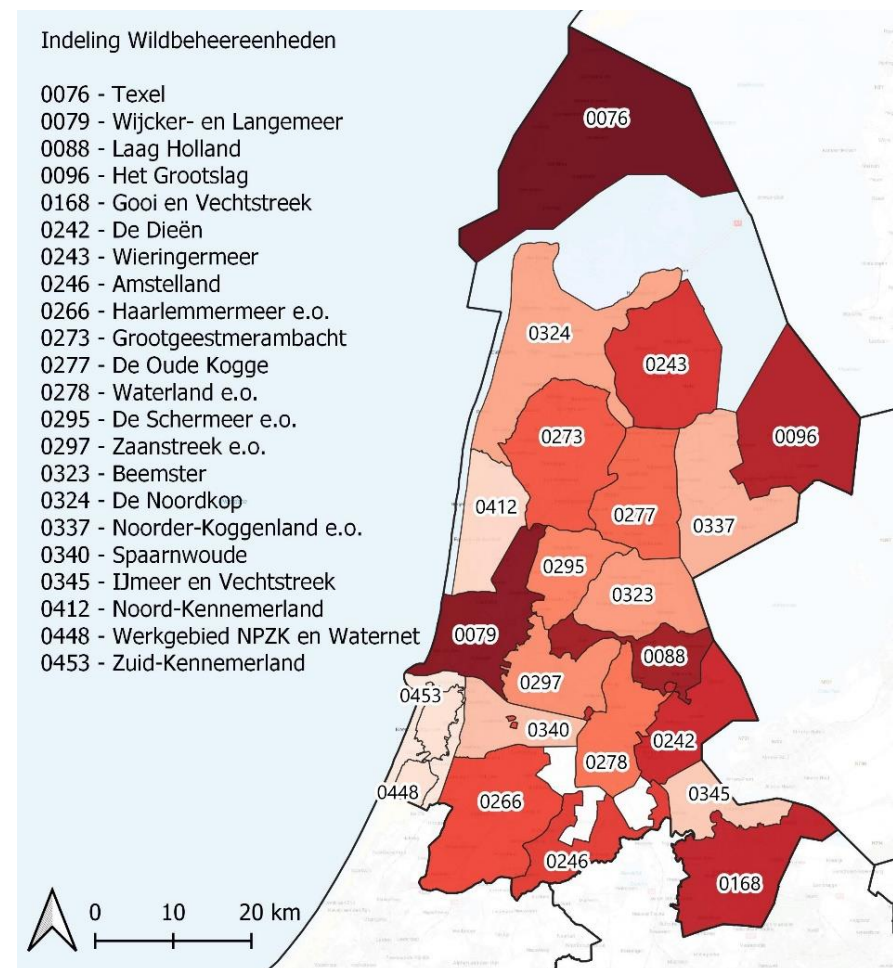 Indeling Wildbeheereenheden
0076 - Texel
0079 - Wijcker- en Langemeer
0088 - Laag Holland
0096 - Het Grootslag
0168 - Gooi en Vechtstreek
0242 - De Dieën
0243 - Wieringermeer
0246 - Amstelland
0266 - Haarlemmermeer e.o.
0273 - Grootgeestmerambacht
0277 - De Oude Kogge
0278 - Waterland e.o.
0295 - De Schermeer e.o.
0297 - Zaanstreek e.o.
0323 - Beemster
0324 - De Noordkop
0337 - Noorder-Koggenland e.o.
0340 - Spaarnwoude
0345 - IJmeer en Vechtstreek
0412 - Noord-Kennemerland
0448 - Werkgebied NPZK en Waternet
0453 - Zuid-Kennemerland
0076
0324
0243
0273
0096
0412
0277
0337
0295
0323
0079
0088
0297
0453
0340
0242
0278
0448
0266
0345
0246
0168
0 10 20 km